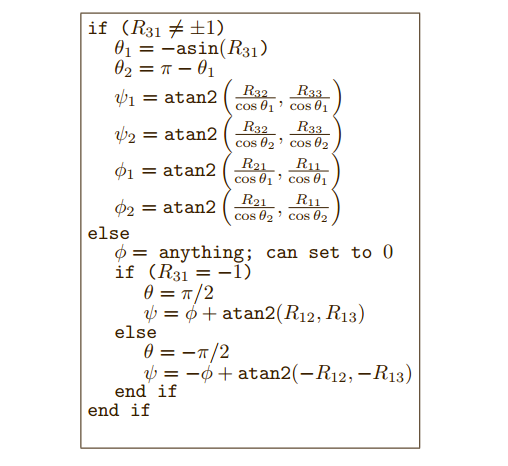 if (R₃₁ ≠ ±1)
θ₁ = −asin(R₃₁)
θ₂ = π − θ₁
ψ₁ = atan2 ( R₃₂ / cos θ₁ , R₃₃ / cos θ₁ )
ψ₂ = atan2 ( R₃₂ / cos θ₂ , R₃₃ / cos θ₂ )
ϕ₁ = atan2 ( R₂₁ / cos θ₁ , R₁₁ / cos θ₁ )
ϕ₂ = atan2 ( R₂₁ / cos θ₂ , R₁₁ / cos θ₂ )
else
ϕ = anything; can set to 0
if (R₃₁ = −1)
θ = π/2
ψ = ϕ + atan2(R₁₂, R₁₃)
else
θ = −π/2
ψ = −ϕ + atan2(−R₁₂, −R₁₃)
end if
end if